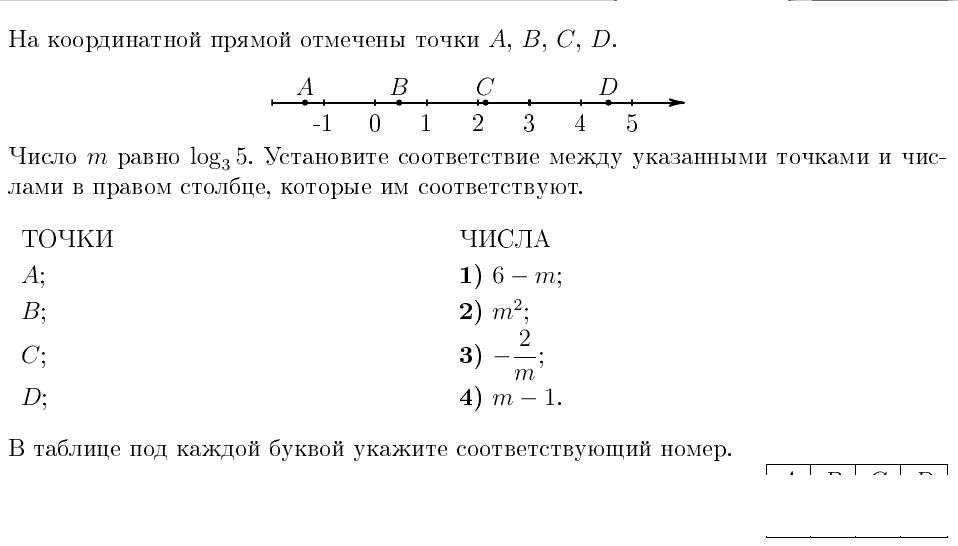 На координатной прямой отмечены точки A, B, C, D.
A B C D
-1 0 1 2 3 4 5
Число m равно log₃ 5. Установите соответствие между указанными точками и чис-
лами в правом столбце, которые им соответствуют.
ТОЧКИ ЧИСЛА
A; 1) 6 − m;
B; 2) m²;
C; 3) −2/m;
D; 4) m − 1.
В таблице под каждой буквой укажите соответствующий номер.